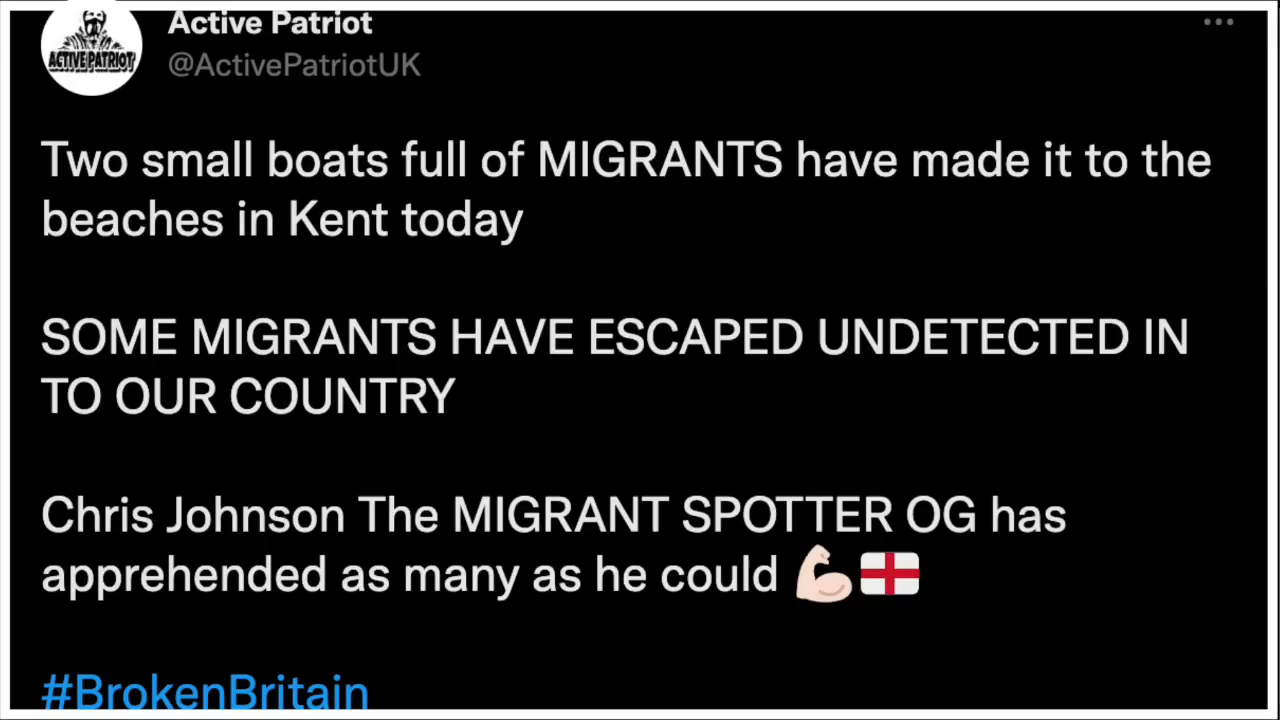 Active Patriot
ACTIVE PATRIOT
@ActivePatriotUK
Two small boats full of MIGRANTS have made it to the
beaches in Kent today
SOME MIGRANTS HAVE ESCAPED UNDETECTED IN
TO OUR COUNTRY
Chris Johnson The MIGRANT SPOTTER OG has
apprehended as many as he could 💪🏻🏴󠁧󠁢󠁥󠁮󠁧󠁿
#BrokenBritain